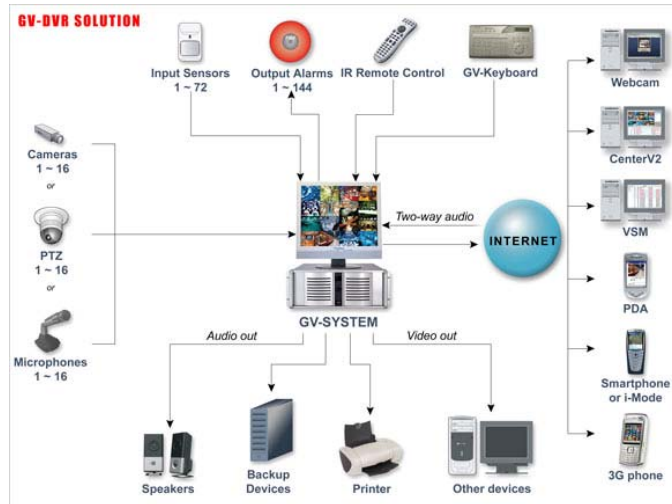 GV-DVR SOLUTION
Input Sensors
1 ~ 72
Output Alarms
1 ~ 144
IR Remote Control
GV-Keyboard
Webcam
Cameras
1 ~ 16
or
PTZ
1 ~ 16
or
Microphones
1 ~ 16
Two-way audio
INTERNET
CenterV2
VSM
PDA
Smartphone
or i-Mode
3G phone
GV-SYSTEM
Audio out
Video out
Speakers
Backup
Devices
Printer
Other devices